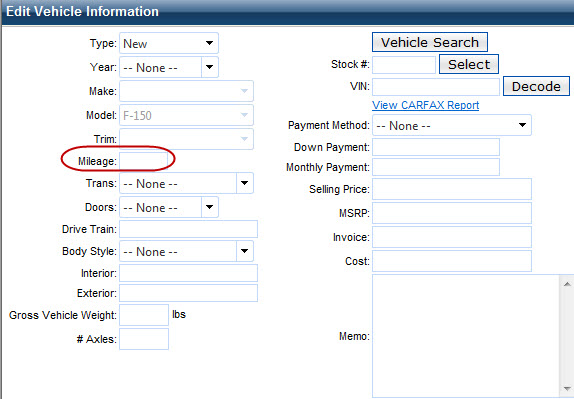 Edit Vehicle Information
Type: New
Year: -- None --
Make:
Model: F-150
Trim:
Mileage:
Trans: -- None --
Doors: -- None --
Drive Train:
Body Style: -- None --
Interior:
Exterior:
Gross Vehicle Weight: lbs
# Axles:
Vehicle Search
Stock #: Select
VIN: Decode
View CARFAX Report
Payment Method: -- None --
Down Payment:
Monthly Payment:
Selling Price:
MSRP:
Invoice:
Cost:
Memo: